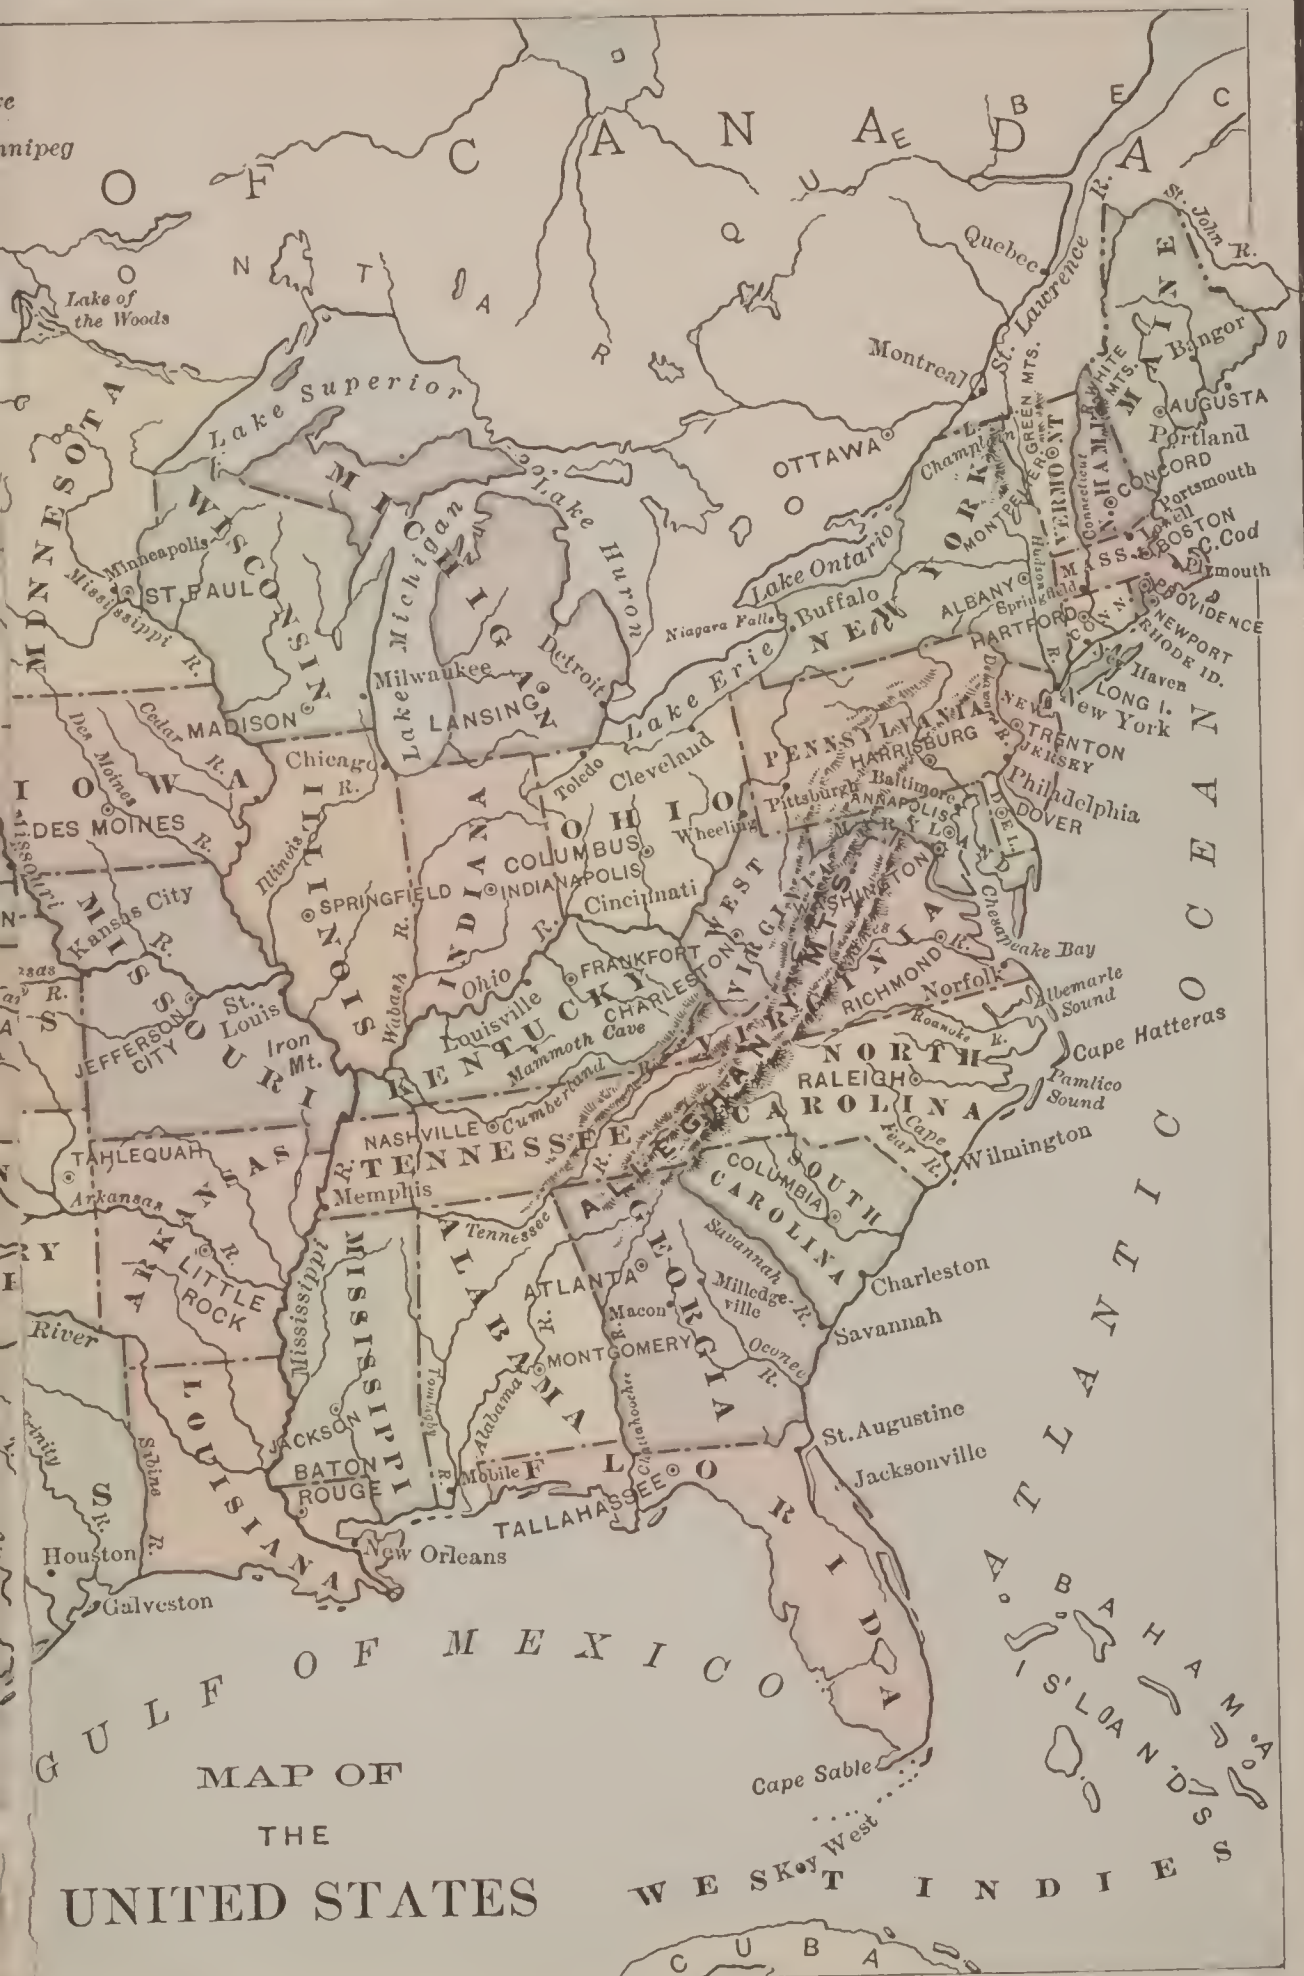 nnipeg
O F C A N A D A
O N T A R
Q U E B E C
Lake of
the Woods
Lake Superior
Quebec
St. Lawrence R.
St. John R.
MAINE
Bangor
AUGUSTA
Portland
WHITE
MTS.
Montreal
OTTAWA
GREEN MTS.
L.
Champlain
MONTPELIER
VERMONT
Connecticut R.
N. HAMP.
CONCORD
Portsmouth
Lowell
BOSTON
C. Cod
MASS.
Plymouth
PROVIDENCE
NEWPORT
RHODE ID.
Springfield
HARTFORD
CONN.
New Haven
LONG I.
New York
Hudson R.
ALBANY
NEW YORK
Lake Ontario
Buffalo
Niagara Falls
Lake Erie
Lake Huron
MICHIGAN
Lake Michigan
Detroit
LANSING
Milwaukee
WISCONSIN
MADISON
MINNESOTA
Minneapolis
ST. PAUL
Mississippi R.
IOWA
Des Moines R.
Cedar R.
DES MOINES
Missouri
Chicago
ILLINOIS
Illinois R.
SPRINGFIELD
INDIANA
INDIANAPOLIS
Wabash R.
OHIO
Toledo
Cleveland
COLUMBUS
Cincinnati
Wheeling
Ohio R.
PENNSYLVANIA
HARRISBURG
Pittsburgh
Philadelphia
Delaware R.
NEW
JERSEY
TRENTON
Baltimore
ANNAPOLIS
MARYLAND
DEL.
DOVER
SHINGTON
WEST
VIRGINIA
CHARLESTON
VIRGINIA
RICHMOND
James R.
Norfolk
Chesapeake Bay
Albemarle
Sound
Roanoke R.
Cape Hatteras
Pamlico
Sound
NORTH
CAROLINA
RALEIGH
Cape
Fear R.
Wilmington
KENTUCKY
FRANKFORT
Louisville
Mammoth Cave
Cumberland R.
ALLEGHANY MTS.
TENNESSEE
NASHVILLE
Memphis
Tennessee R.
MISSOURI
Kansas City
R.
JEFFERSON
CITY
St.
Louis
Iron
Mt.
R.
S
TAHLEQUAH
Arkansas R.
ARKANSAS
LITTLE
ROCK
RY
River
LOUISIANA
Sibine R.
BATON
ROUGE
New Orleans
Trinity R.
S
Houston
Galveston
MISSISSIPPI
Mississippi R.
JACKSON
ALABAMA
Tombigby R.
Alabama R.
MONTGOMERY
Mobile
GEORGIA
ATLANTA
Macon
Milledge-
ville
Savannah R.
Oconee
R.
Chattahoochee R.
SOUTH
CAROLINA
COLUMBIA
Charleston
Savannah
FLORIDA
TALLAHASSEE
St. Augustine
Jacksonville
Cape Sable
Key West
ATLANTIC OCEAN
GULF OF MEXICO
BAHAMA
ISLANDS
WEST INDIES
CUBA
MAP OF
THE
UNITED STATES